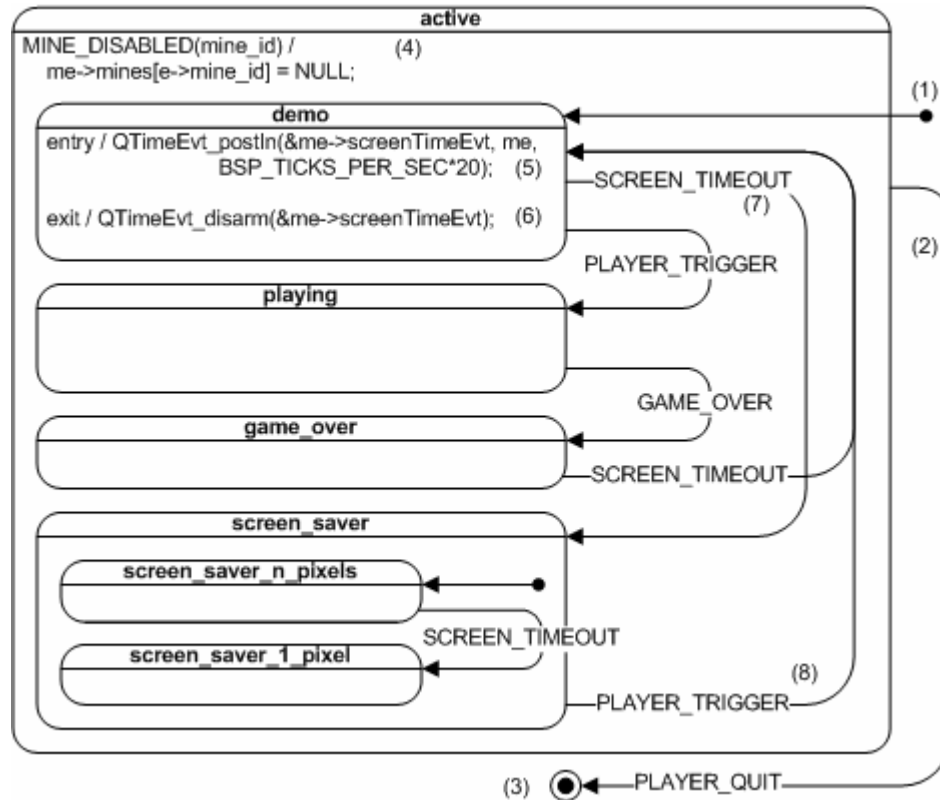 active
MINE_DISABLED(mine_id) / (4)
me->mines[e->mine_id] = NULL;
(1)
demo
entry / QTimeEvt_postIn(&me->screenTimeEvt, me,
BSP_TICKS_PER_SEC*20); (5)
SCREEN_TIMEOUT
(7)
exit / QTimeEvt_disarm(&me->screenTimeEvt); (6)
(2)
PLAYER_TRIGGER
playing
GAME_OVER
game_over
SCREEN_TIMEOUT
screen_saver
screen_saver_n_pixels
SCREEN_TIMEOUT
screen_saver_1_pixel
(8)
PLAYER_TRIGGER
(3)
PLAYER_QUIT